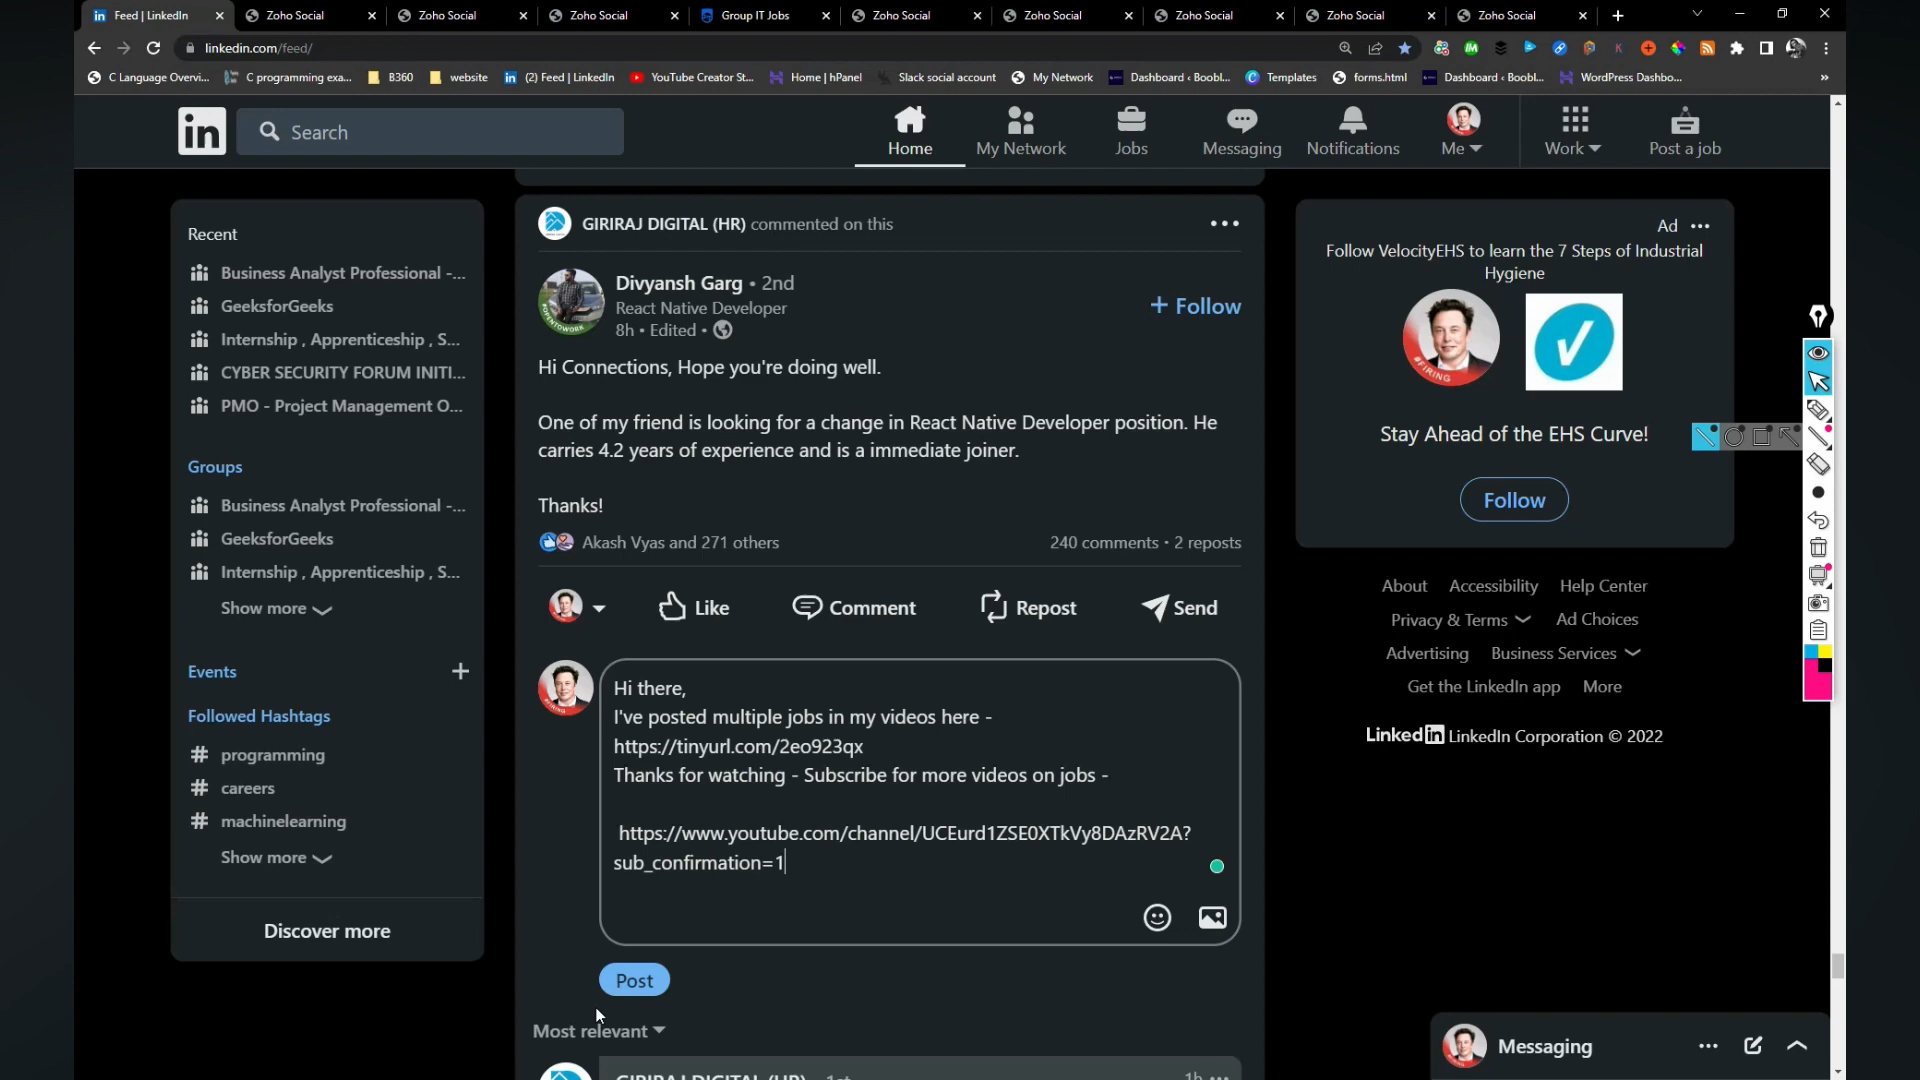 Feed | LinkedIn
Zoho Social
Zoho Social
Zoho Social
Group IT Jobs
Zoho Social
Zoho Social
Zoho Social
Zoho Social
Zoho Social
linkedin.com/feed/
C Language Overvi...
C programming exa...
B360
website
(2) Feed | LinkedIn
YouTube Creator St...
Home | hPanel
Slack social account
My Network
Dashboard ‹ Boobl...
Templates
forms.html
Dashboard ‹ Boobl...
WordPress Dashbo...
in
Search
Home
My Network
Jobs
Messaging
Notifications
Me
Work
Post a job
Recent
Business Analyst Professional -...
GeeksforGeeks
Internship , Apprenticeship , S...
CYBER SECURITY FORUM INITI...
PMO - Project Management O...
Groups
Business Analyst Professional -...
GeeksforGeeks
Internship , Apprenticeship , S...
Show more
Events
Followed Hashtags
# programming
# careers
# machinelearning
Show more
Discover more
GIRIRAJ DIGITAL (HR) commented on this
Divyansh Garg • 2nd
React Native Developer
8h • Edited •
+ Follow
Hi Connections, Hope you're doing well.
One of my friend is looking for a change in React Native Developer position. He
carries 4.2 years of experience and is a immediate joiner.
Thanks!
Akash Vyas and 271 others
240 comments • 2 reposts
Like
Comment
Repost
Send
Hi there,
I've posted multiple jobs in my videos here -
https://tinyurl.com/2eo923qx
Thanks for watching - Subscribe for more videos on jobs -
https://www.youtube.com/channel/UCEurd1ZSE0XTkVy8DAzRV2A?
sub_confirmation=1
Post
Most relevant
GIRIRAJ DIGITAL (HR) • 1st
1h
Ad
Follow VelocityEHS to learn the 7 Steps of Industrial
Hygiene
Stay Ahead of the EHS Curve!
Follow
About
Accessibility
Help Center
Privacy & Terms
Ad Choices
Advertising
Business Services
Get the LinkedIn app
More
LinkedIn LinkedIn Corporation © 2022
Messaging